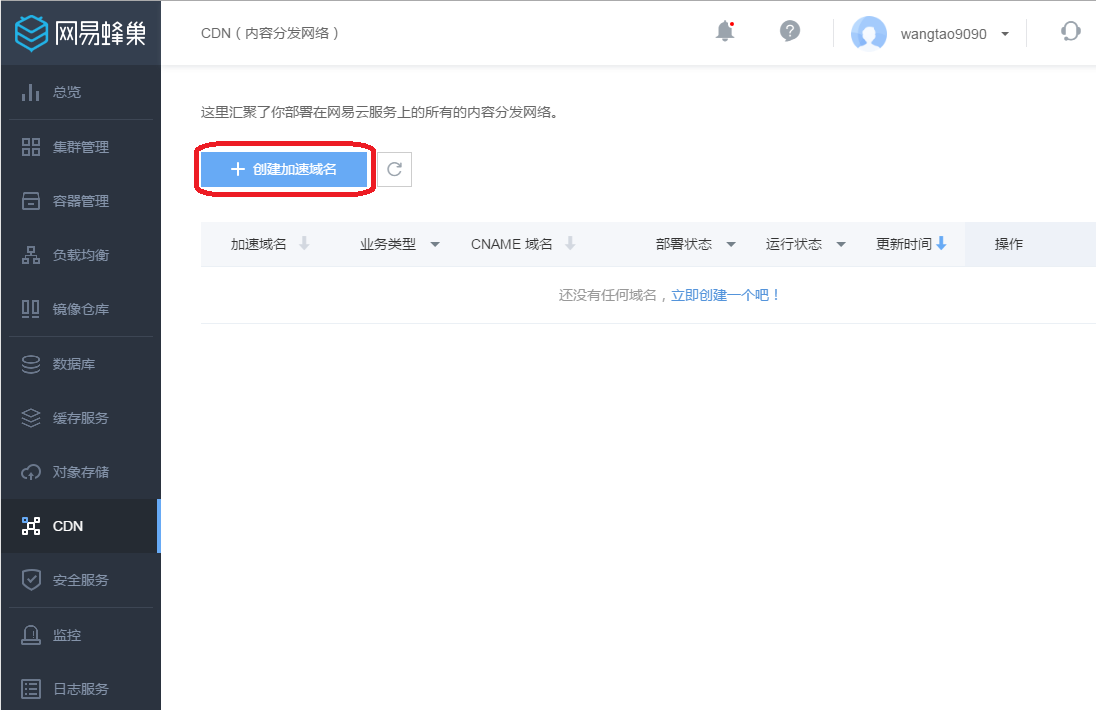 网易蜂巢
CDN（内容分发网络）
wangtao9090
总览
集群管理
容器管理
负载均衡
镜像仓库
数据库
缓存服务
对象存储
CDN
安全服务
监控
日志服务
这里汇聚了你部署在网易云服务上的所有的内容分发网络。
创建加速域名
加速域名 业务类型 CNAME 域名 部署状态 运行状态 更新时间 操作
还没有任何域名，立即创建一个吧！